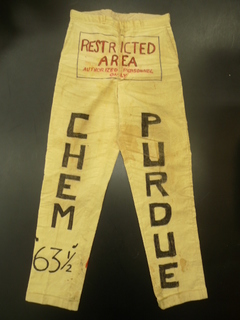 RESTRICTED
AREA
AUTHORIZED PERSONNEL
ONLY
CHEM
'63½
PURDUE